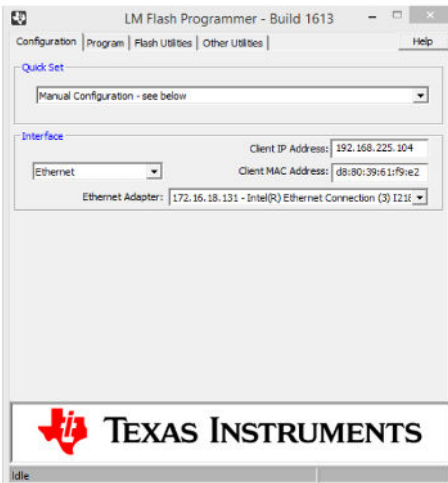 LM Flash Programmer - Build 1613
Configuration Program Flash Utilities Other Utilities Help
Quick Set
Manual Configuration - see below
Interface
Client IP Address: 192.168.225.104
Ethernet Client MAC Address: d8:80:39:61:f9:e2
Ethernet Adapter: 172.16.18.131 - Intel(R) Ethernet Connection (3) I218
TEXAS INSTRUMENTS
Idle